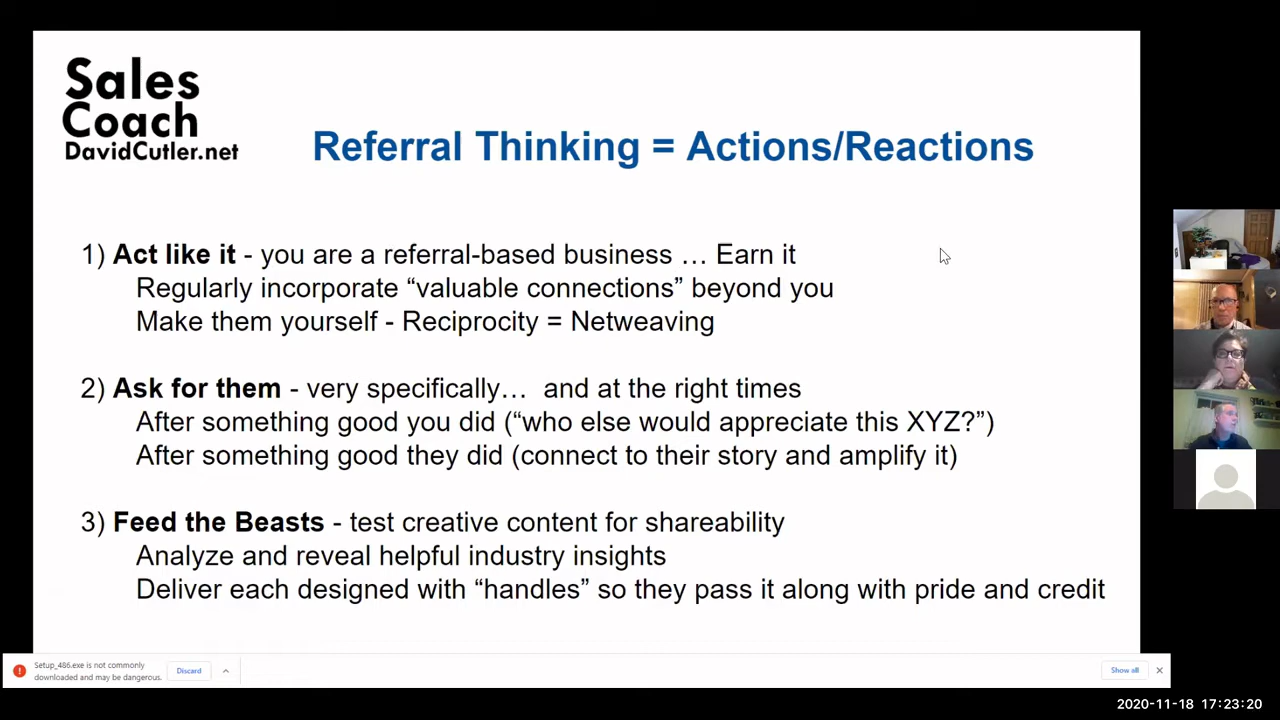 Sales
Coach
DavidCutler.net
Referral Thinking = Actions/Reactions
1) Act like it - you are a referral-based business … Earn it
Regularly incorporate “valuable connections” beyond you
Make them yourself - Reciprocity = Netweaving
2) Ask for them - very specifically… and at the right times
After something good you did (“who else would appreciate this XYZ?”)
After something good they did (connect to their story and amplify it)
3) Feed the Beasts - test creative content for shareability
Analyze and reveal helpful industry insights
Deliver each designed with “handles” so they pass it along with pride and credit
Setup_486.exe is not commonly
downloaded and may be dangerous.
Discard
Show all
2020-11-18 17:23:20